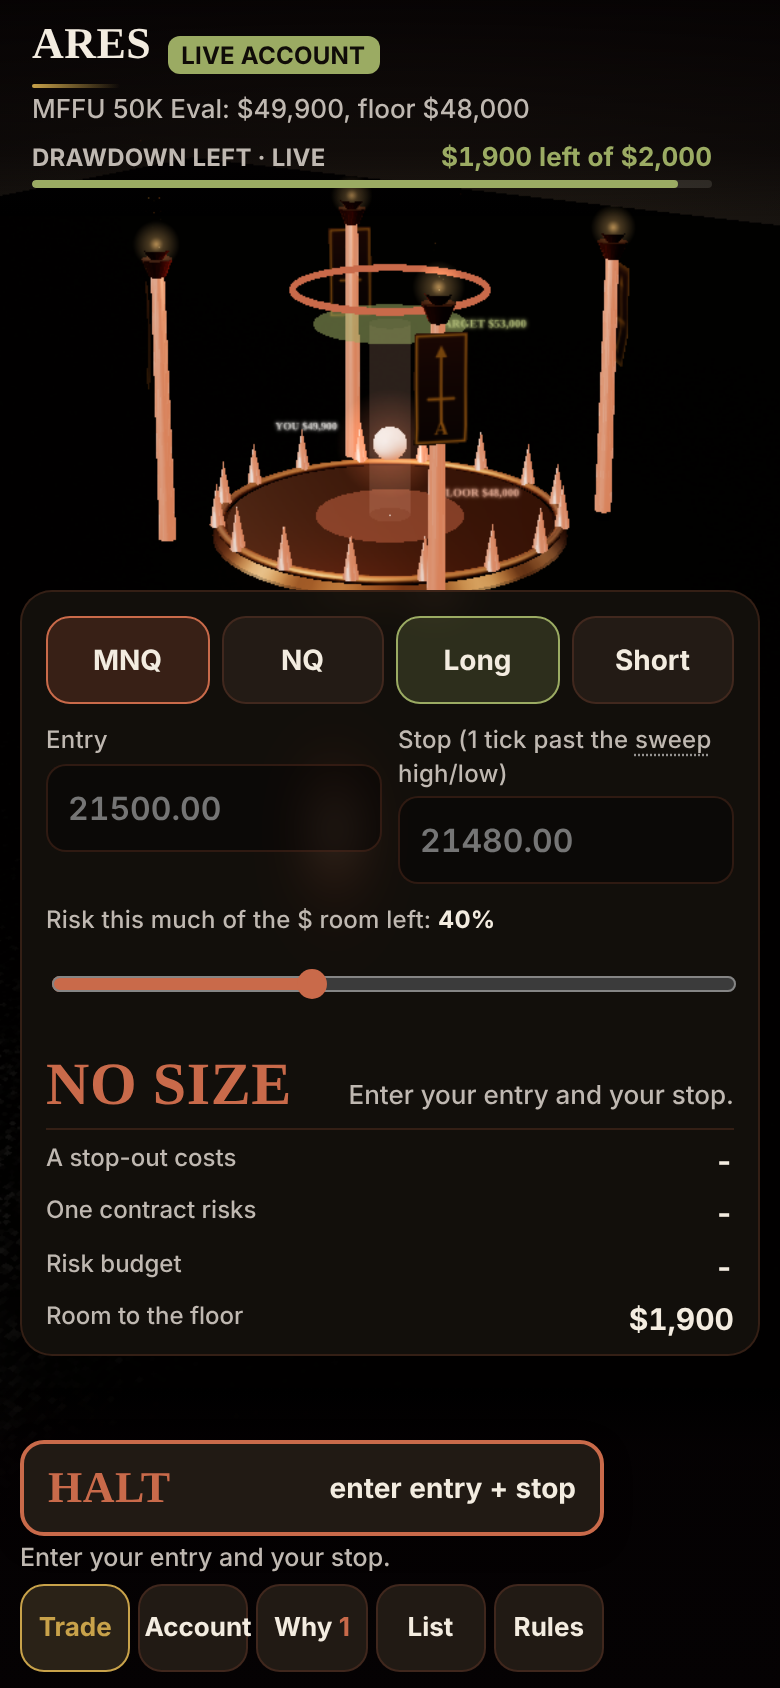 ARES
LIVE ACCOUNT
MFFU 50K Eval: $49,900, floor $48,000
DRAWDOWN LEFT · LIVE
$1,900 left of $2,000
ARGET $53,000
A
YOU $49,900
LOOR $48,000
MNQ
NQ
Long
Short
Entry
Stop (1 tick past the sweep
high/low)
21500.00
21480.00
Risk this much of the $ room left: 40%
NO SIZE
Enter your entry and your stop.
A stop-out costs
-
One contract risks
-
Risk budget
-
Room to the floor
$1,900
HALT
enter entry + stop
Enter your entry and your stop.
Trade
Account
Why 1
List
Rules